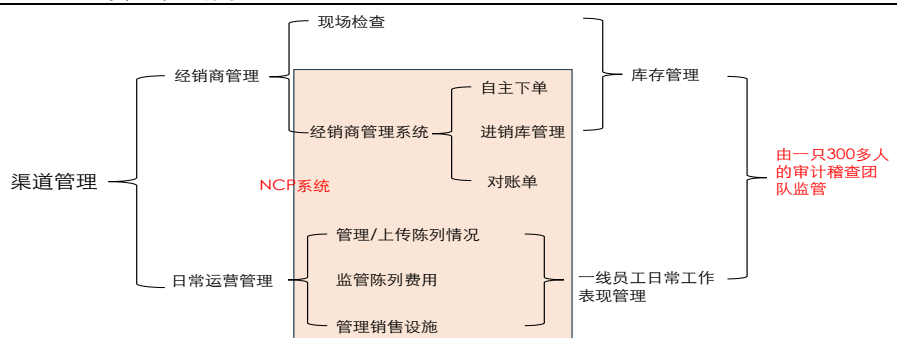 现场检查
经销商管理
库存管理
自主下单
经销商管理系统
进销库管理
由一只300多人
的审计稽查团
队监管
渠道管理
NCP系统
对账单
管理/上传陈列情况
日常运营管理
监管陈列费用
一线员工日常工作
表现管理
管理销售设施